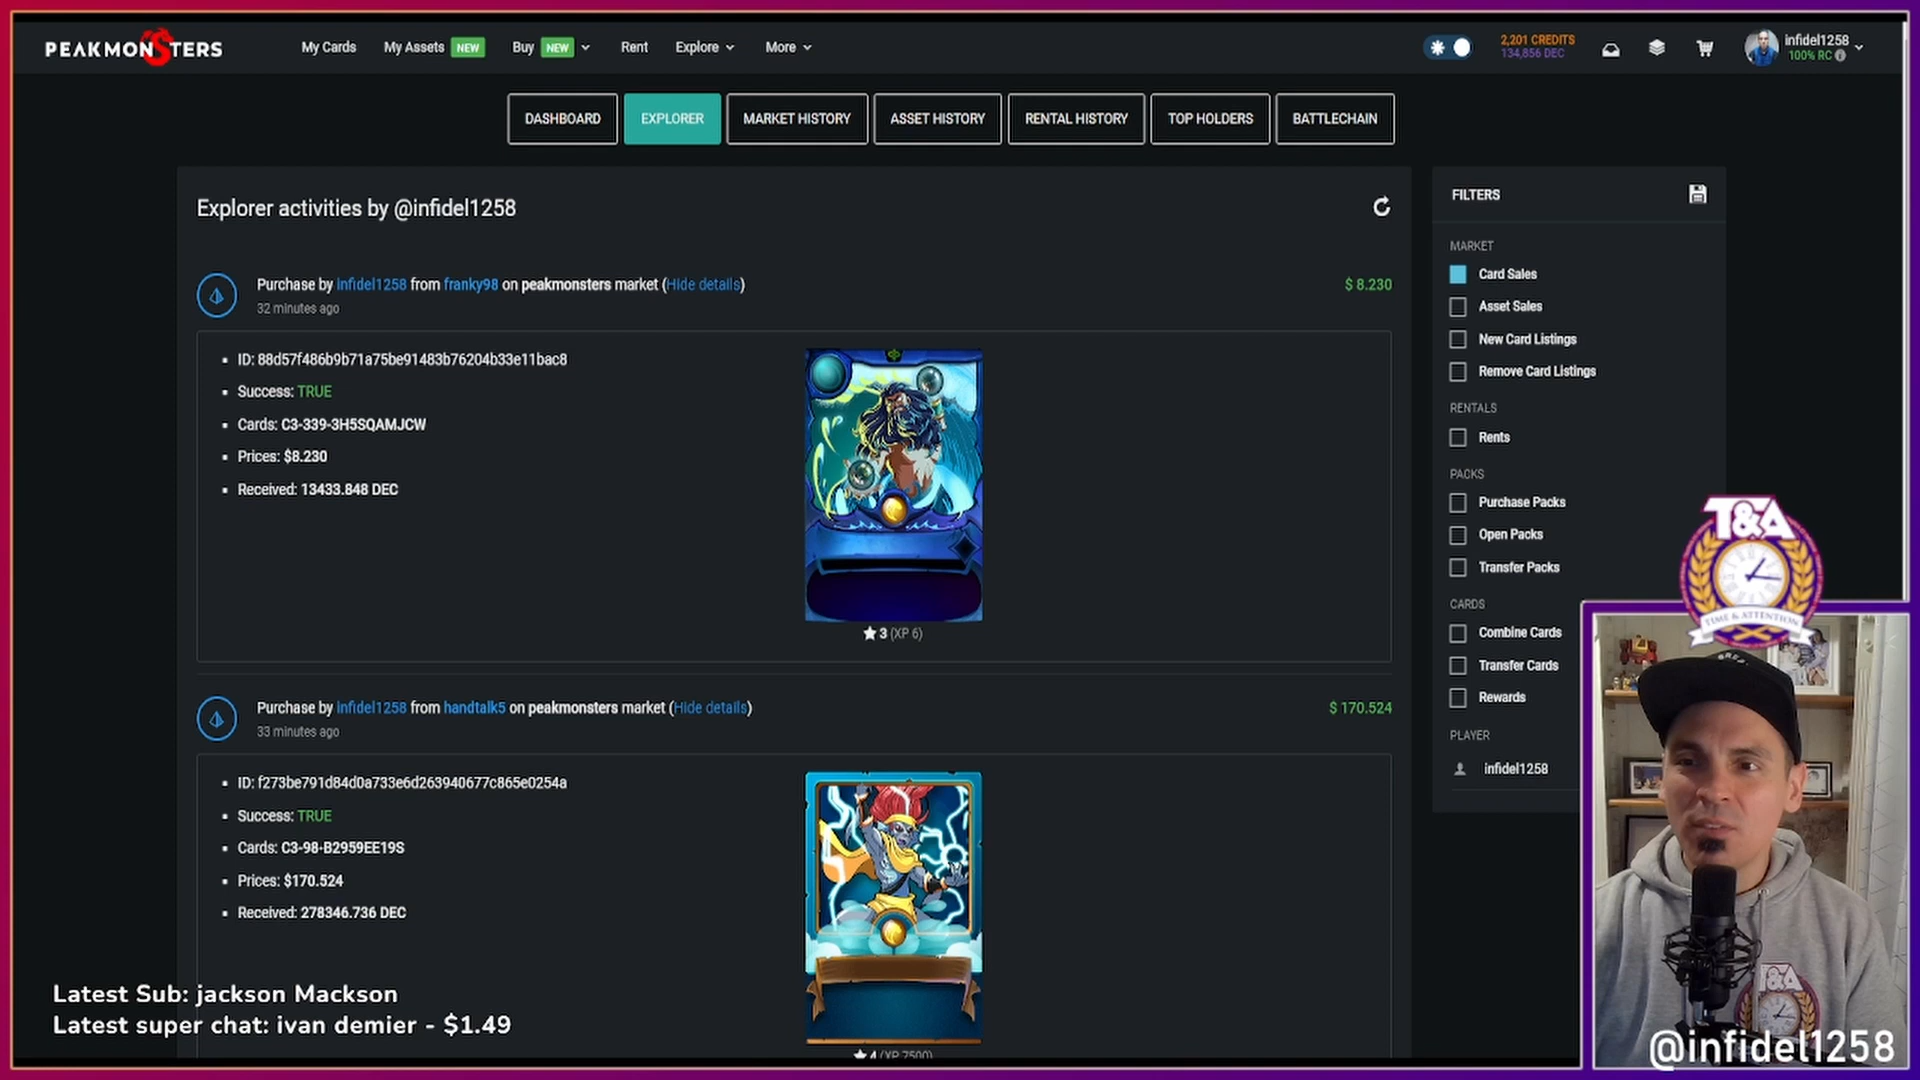 PEAKMONSTERS
My Cards
My Assets NEW
Buy NEW
Rent
Explore
More
2,201 CREDITS
134,856 DEC
infidel1258
100% RC
DASHBOARD
EXPLORER
MARKET HISTORY
ASSET HISTORY
RENTAL HISTORY
TOP HOLDERS
BATTLECHAIN
Explorer activities by @infidel1258
Purchase by infidel1258 from franky98 on peakmonsters market (Hide details)
$ 8.230
32 minutes ago
ID: 88d57f486b9b71a75be91483b76204b33e11bac8
Success: TRUE
Cards: C3-339-3H5SQAMJCW
Prices: $8.230
Received: 13433.848 DEC
3 (XP 6)
Purchase by infidel1258 from handtalk5 on peakmonsters market (Hide details)
$ 170.524
33 minutes ago
ID: f273be791d84d0a733e6d263940677c865e0254a
Success: TRUE
Cards: C3-98-B2959EE19S
Prices: $170.524
Received: 278346.736 DEC
4 (XP 7500)
FILTERS
MARKET
Card Sales
Asset Sales
New Card Listings
Remove Card Listings
RENTALS
Rents
PACKS
Purchase Packs
Open Packs
Transfer Packs
CARDS
Combine Cards
Transfer Cards
Rewards
PLAYER
infidel1258
T&A
TIME & ATTENTION
T&A
Latest Sub: jackson Mackson
Latest super chat: ivan demier - $1.49
@infidel1258